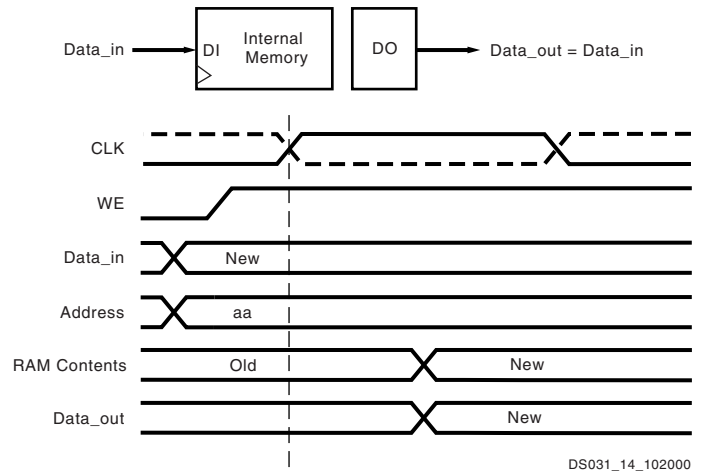 Data_in
DI
Internal
Memory
DO
Data_out = Data_in
CLK
WE
Data_in
New
Address
aa
RAM Contents
Old
New
Data_out
New
DS031_14_102000